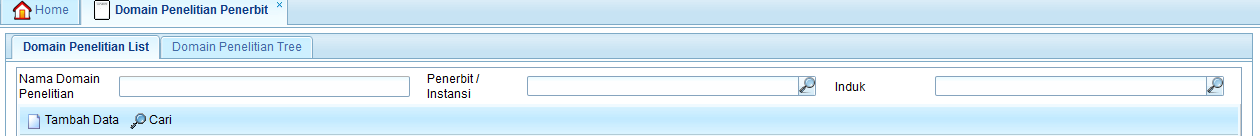 Home
Domain Penelitian Penerbit
Domain Penelitian List
Domain Penelitian Tree
Nama Domain
Penelitian
Penerbit /
Instansi
Induk
Tambah Data
Cari